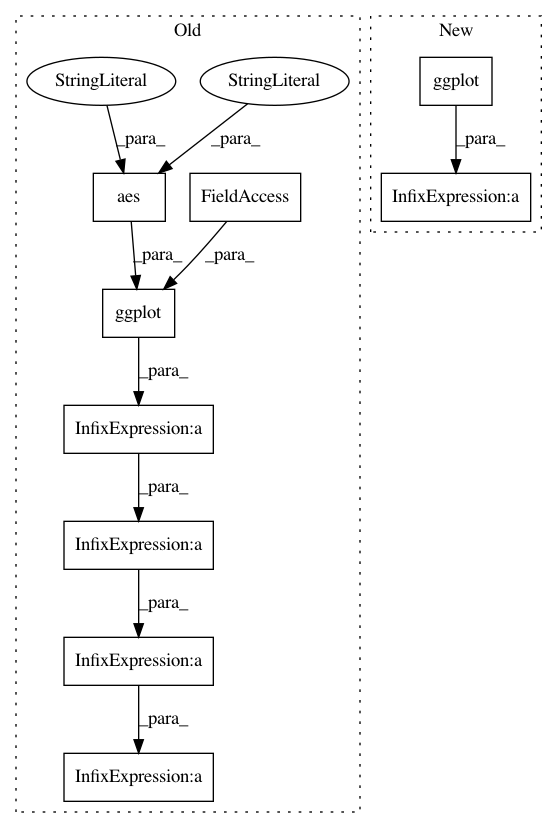 Old
New
StringLiteral
StringLiteral
ggplot
_para_
_para_
_para_
aes
FieldAccess
InfixExpression:a
_para_
_para_
ggplot
_para_
InfixExpression:a
_para_
InfixExpression:a
_para_
InfixExpression:a
_para_
InfixExpression:a